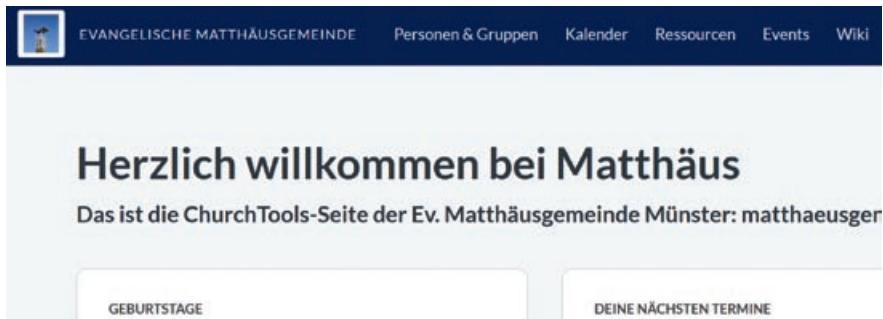 EVANGELISCHE MATTHÄUSGEMEINDE Personen & Gruppen Kalender Ressourcen Events Wiki
Herzlich willkommen bei Matthäus
Das ist die ChurchTools-Seite der Ev. Matthäusgemeinde Münster:
GEBURTSTAGE DEINE NÄCHSTEN TERMINE